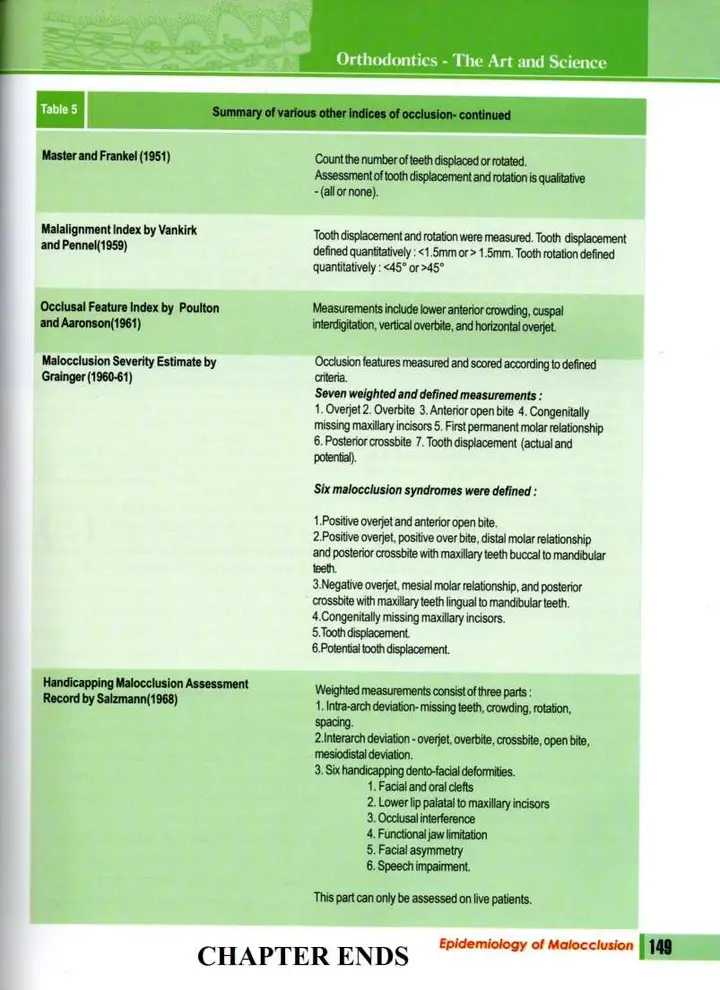 Orthodontics - The Art and Science
Table 5
Summary of various other indices of occlusion- continued
Master and Frankel (1951)
Count the number of teeth displaced or rotated.
Assessment of tooth displacement and rotation is qualitative
- (all or none).
Malalignment Index by Vankirk
and Pennel(1959)
Tooth displacement and rotation were measured. Tooth displacement
defined quantitatively : <1.5mm or > 1.5mm. Tooth rotation defined
quantitatively : <45° or >45°
Occlusal Feature Index by Poulton
and Aaronson(1961)
Measurements include lower anterior crowding, cuspal
interdigitation, vertical overbite, and horizontal overjet.
Malocclusion Severity Estimate by
Grainger (1960-61)
Occlusion features measured and scored according to defined
criteria.
Seven weighted and defined measurements :
1. Overjet 2. Overbite 3. Anterior open bite 4. Congenitally
missing maxillary incisors 5. First permanent molar relationship
6. Posterior crossbite 7. Tooth displacement (actual and
potential).
Six malocclusion syndromes were defined :
1.Positive overjet and anterior open bite.
2.Positive overjet, positive over bite, distal molar relationship
and posterior crossbite with maxillary teeth buccal to mandibular
teeth.
3.Negative overjet, mesial molar relationship, and posterior
crossbite with maxillary teeth lingual to mandibular teeth.
4.Congenitally missing maxillary incisors.
5.Tooth displacement.
6.Potential tooth displacement.
Handicapping Malocclusion Assessment
Record by Salzmann(1968)
Weighted measurements consist of three parts :
1. Intra-arch deviation- missing teeth, crowding, rotation,
spacing.
2.Interarch deviation - overjet, overbite, crossbite, open bite,
mesiodistal deviation.
3. Six handicapping dento-facial deformities.
1. Facial and oral clefts
2. Lower lip palatal to maxillary incisors
3. Occlusal interference
4. Functional jaw limitation
5. Facial asymmetry
6. Speech impairment.
This part can only be assessed on live patients.
Epidemiology of Malocclusion 149
CHAPTER ENDS